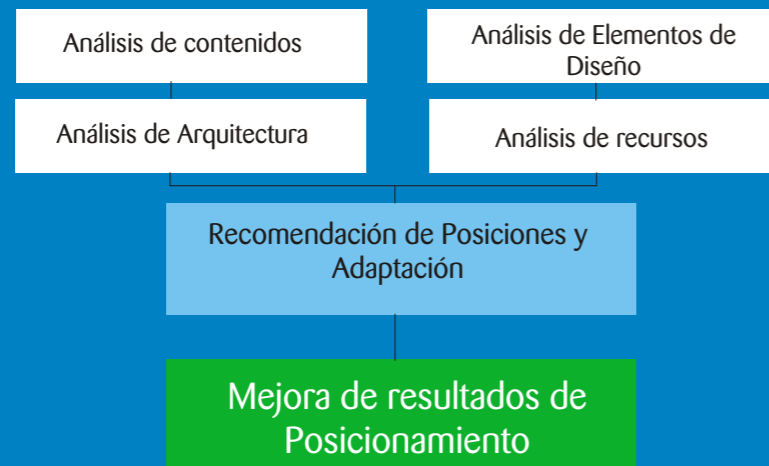 Análisis de contenidos
Análisis de Elementos de
Diseño
Análisis de Arquitectura
Análisis de recursos
Recomendación de Posiciones y
Adaptación
Mejora de resultados de
Posicionamiento